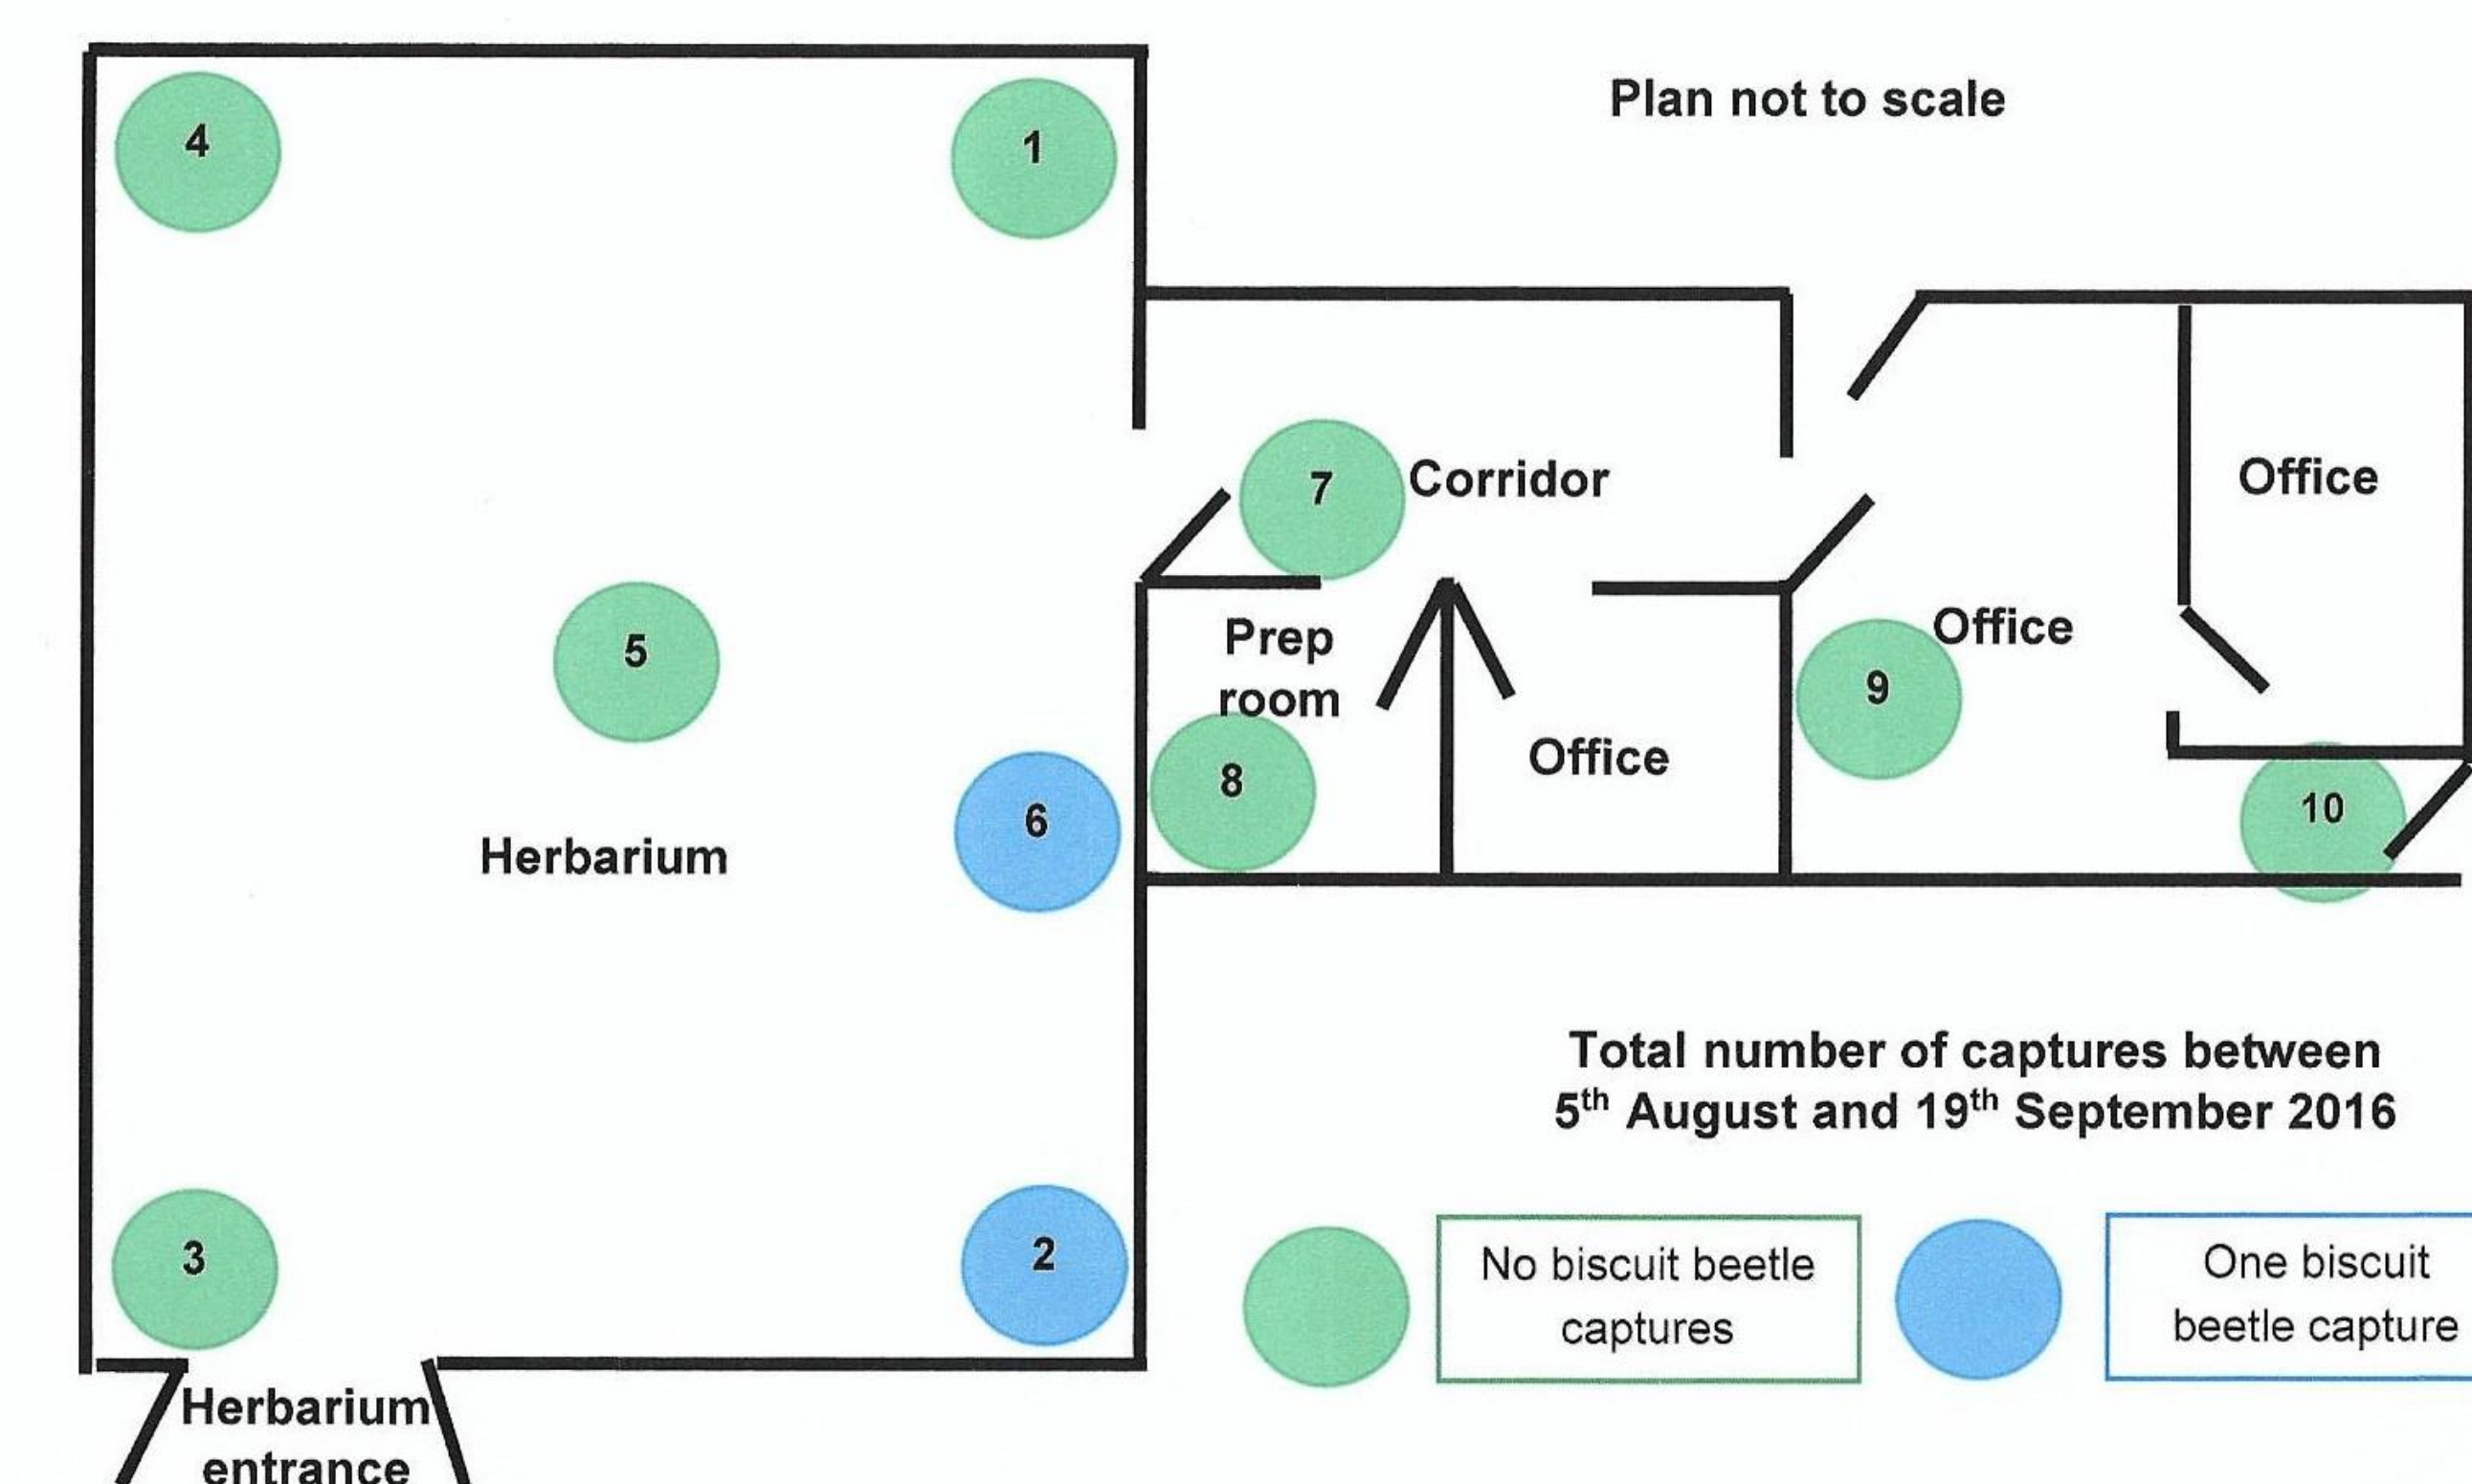 4
1
Plan not to scale
7
Corridor
Office
5
Prep
room
Office
9
6
8
Office
10
Herbarium
Total number of captures between
5th August and 19th September 2016
3
2
No biscuit beetle
captures
One biscuit
beetle capture
Herbarium
entrance